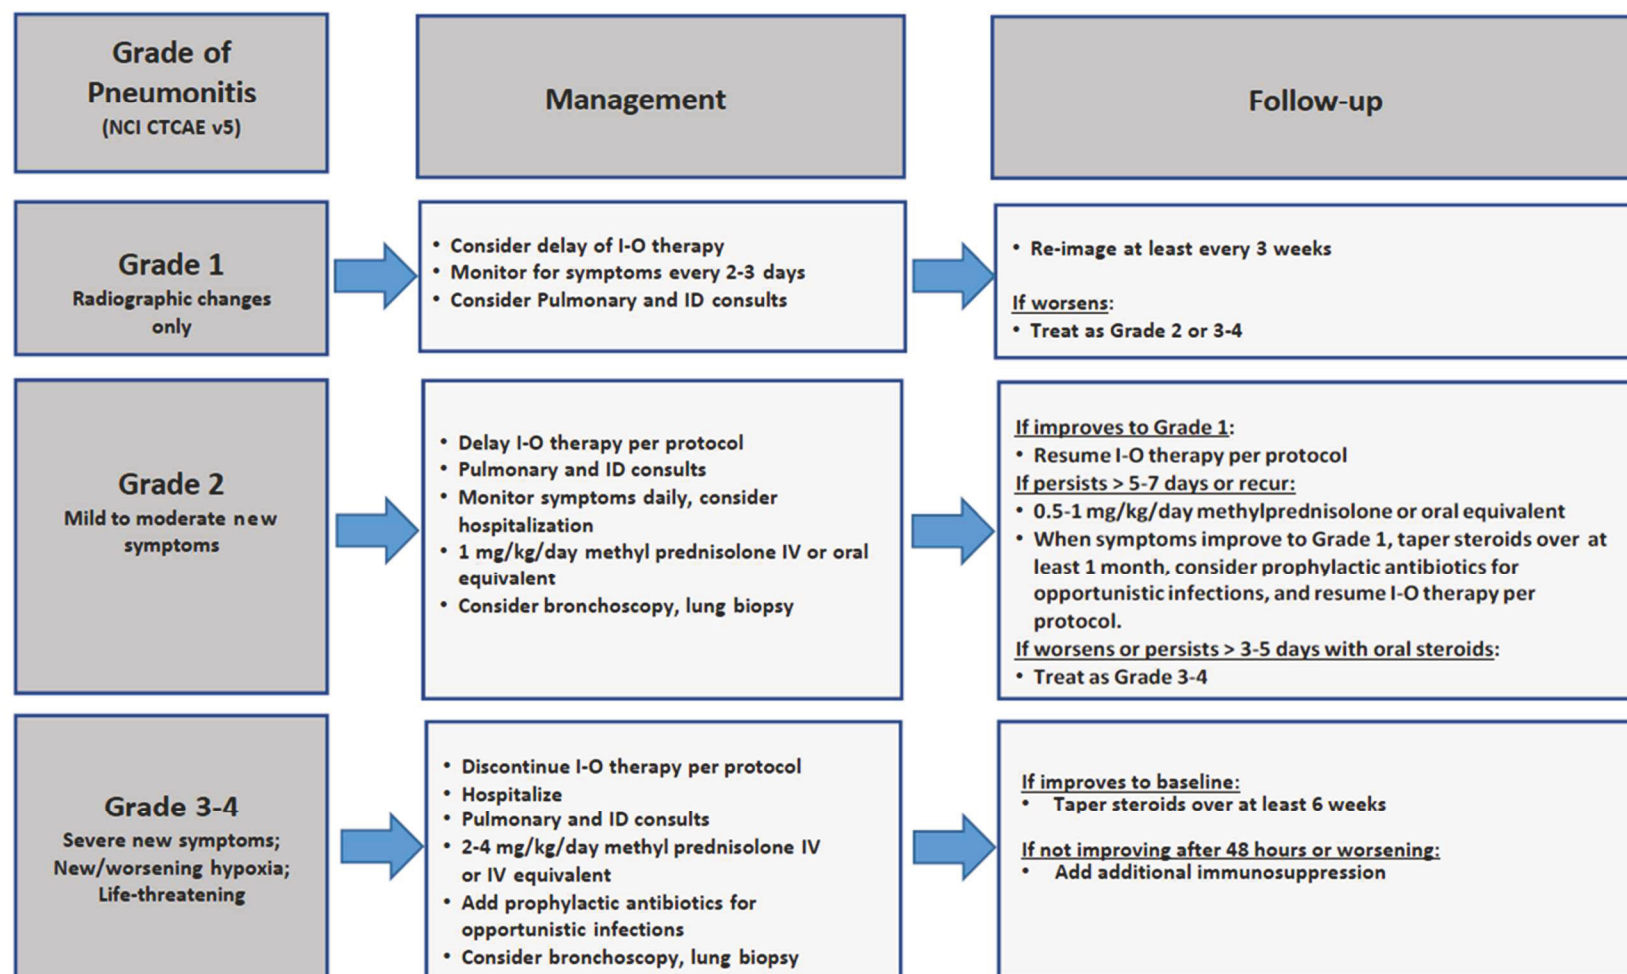 Grade of
Pneumonitis
(NCI CTCAE v5)
Management
Follow-up
Grade 1
Radiographic changes
only
• Consider delay of I-O therapy
• Monitor for symptoms every 2-3 days
• Consider Pulmonary and ID consults
• Re-image at least every 3 weeks
If worsens:
• Treat as Grade 2 or 3-4
Grade 2
Mild to moderate new
symptoms
• Delay I-O therapy per protocol
• Pulmonary and ID consults
• Monitor symptoms daily, consider
hospitalization
• 1 mg/kg/day methyl prednisolone IV or oral
equivalent
• Consider bronchoscopy, lung biopsy
If improves to Grade 1:
• Resume I-O therapy per protocol
If persists > 5-7 days or recur:
• 0.5-1 mg/kg/day methylprednisolone or oral equivalent
• When symptoms improve to Grade 1, taper steroids over at
least 1 month, consider prophylactic antibiotics for
opportunistic infections, and resume I-O therapy per
protocol.
If worsens or persists > 3-5 days with oral steroids:
• Treat as Grade 3-4
Grade 3-4
Severe new symptoms;
New/worsening hypoxia;
Life-threatening
• Discontinue I-O therapy per protocol
• Hospitalize
• Pulmonary and ID consults
• 2-4 mg/kg/day methyl prednisolone IV
or IV equivalent
• Add prophylactic antibiotics for
opportunistic infections
• Consider bronchoscopy, lung biopsy
If improves to baseline:
• Taper steroids over at least 6 weeks
If not improving after 48 hours or worsening:
• Add additional immunosuppression